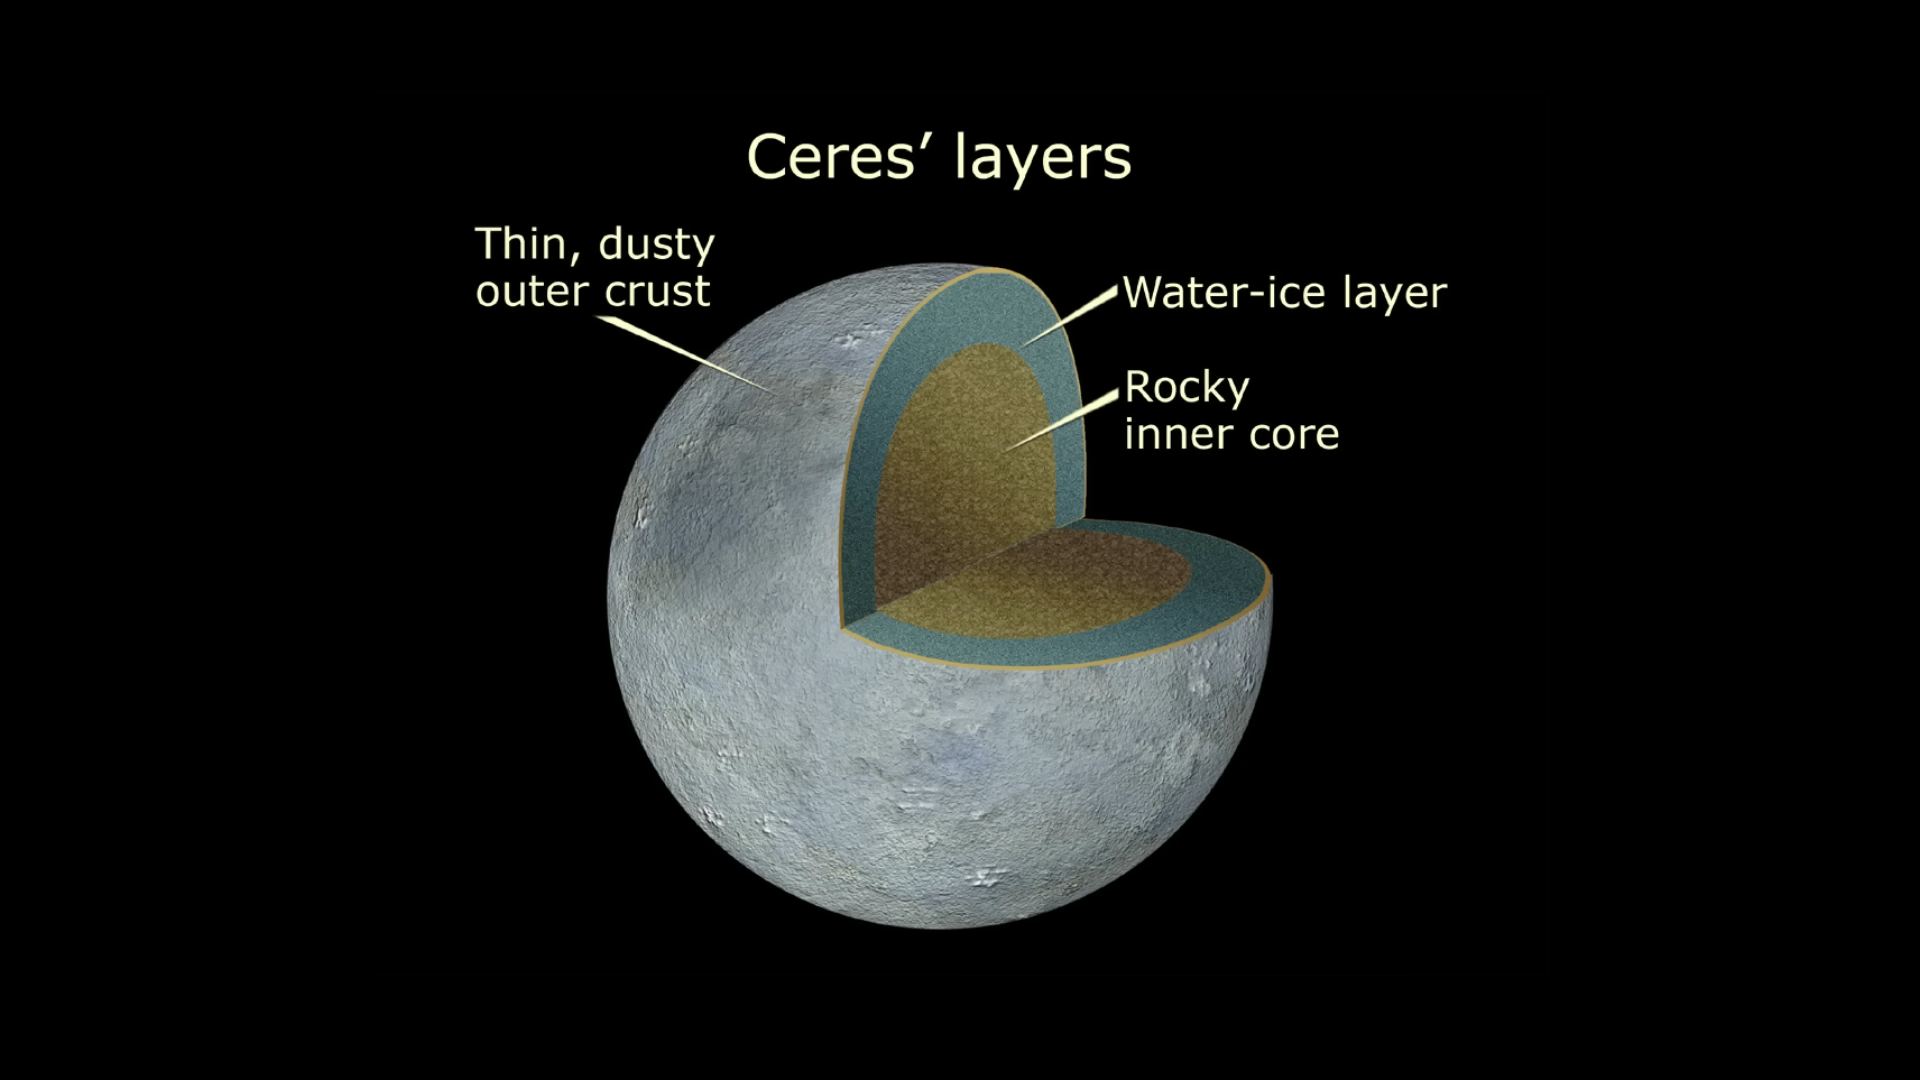 Ceres’ layers
Thin, dusty
outer crust
Water-ice layer
Rocky
inner core